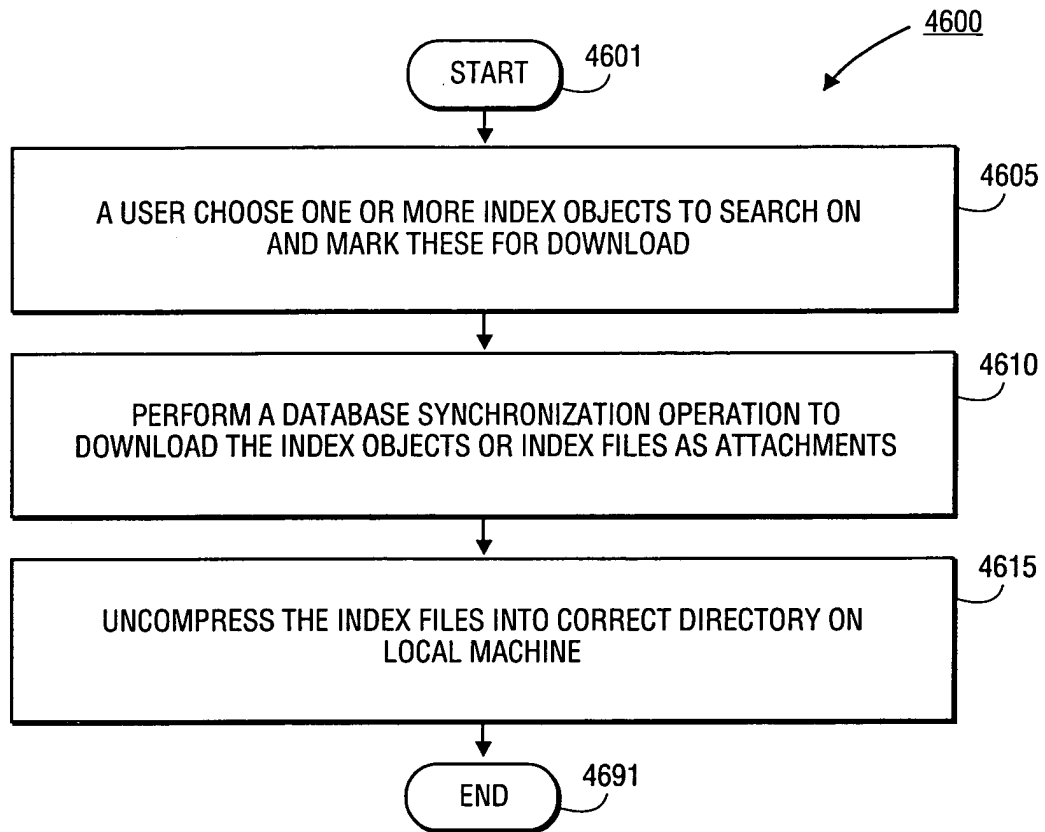 4600
START
4601
4605
A USER CHOOSE ONE OR MORE INDEX OBJECTS TO SEARCH ON
AND MARK THESE FOR DOWNLOAD
4610
PERFORM A DATABASE SYNCHRONIZATION OPERATION TO
DOWNLOAD THE INDEX OBJECTS OR INDEX FILES AS ATTACHMENTS
4615
UNCOMPRESS THE INDEX FILES INTO CORRECT DIRECTORY ON
LOCAL MACHINE
END
4691